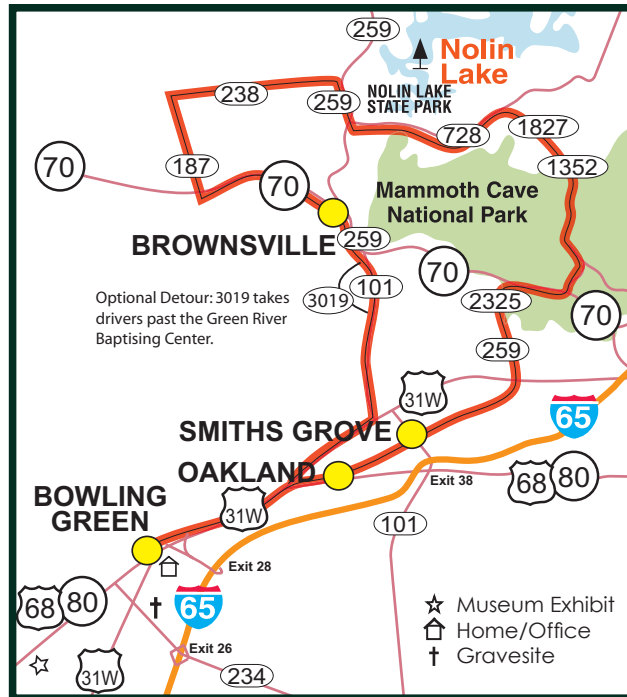 259
Nolin
Lake
NOLIN LAKE
STATE PARK
238
259
728
1827
1352
187
70
70
Mammoth Cave
National Park
BROWNSVILLE
259
70
101
3019
2325
70
Optional Detour: 3019 takes
drivers past the Green River
Baptising Center.
259
31W
65
SMITHS GROVE
OAKLAND
Exit 38
68
80
BOWLING
GREEN
31W
101
Exit 28
68
80
65
Museum Exhibit
Home/Office
Gravesite
Exit 26
31W
234